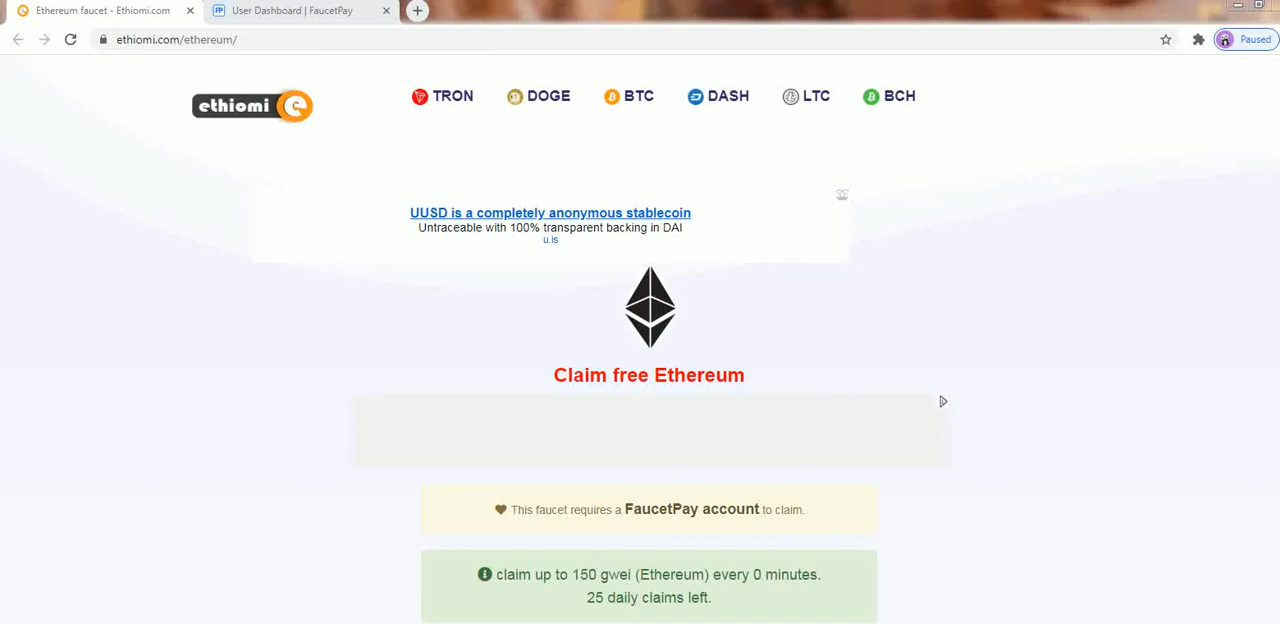 Ethereum faucet - Ethiomi.com
User Dashboard | FaucetPay
ethiomi.com/ethereum/
Paused
ethiomi
TRON DOGE BTC DASH LTC BCH
UUSD is a completely anonymous stablecoin
Untraceable with 100% transparent backing in DAI
u.is
Claim free Ethereum
This faucet requires a FaucetPay account to claim.
claim up to 150 gwei (Ethereum) every 0 minutes.
25 daily claims left.